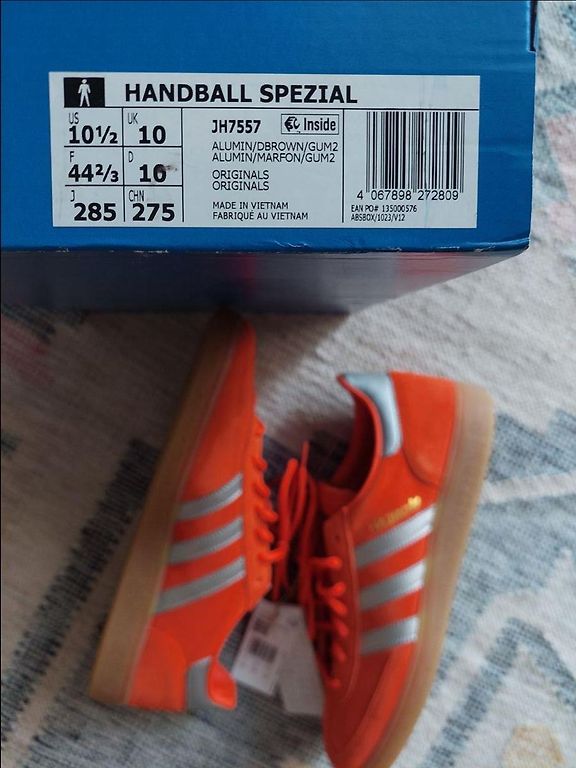 HANDBALL SPEZIAL
US
10½
UK
10
F
44⅔
D
10
J
285
CHN
275
JH7557
Inside
ALUMIN/DBROWN/GUM2
ALUMIN/MARFON/GUM2
ORIGINALS
ORIGINALS
MADE IN VIETNAM
FABRIQUÉ AU VIETNAM
4 067898 272809
EAN PO# 135000576
ABSBOX/1023/V12